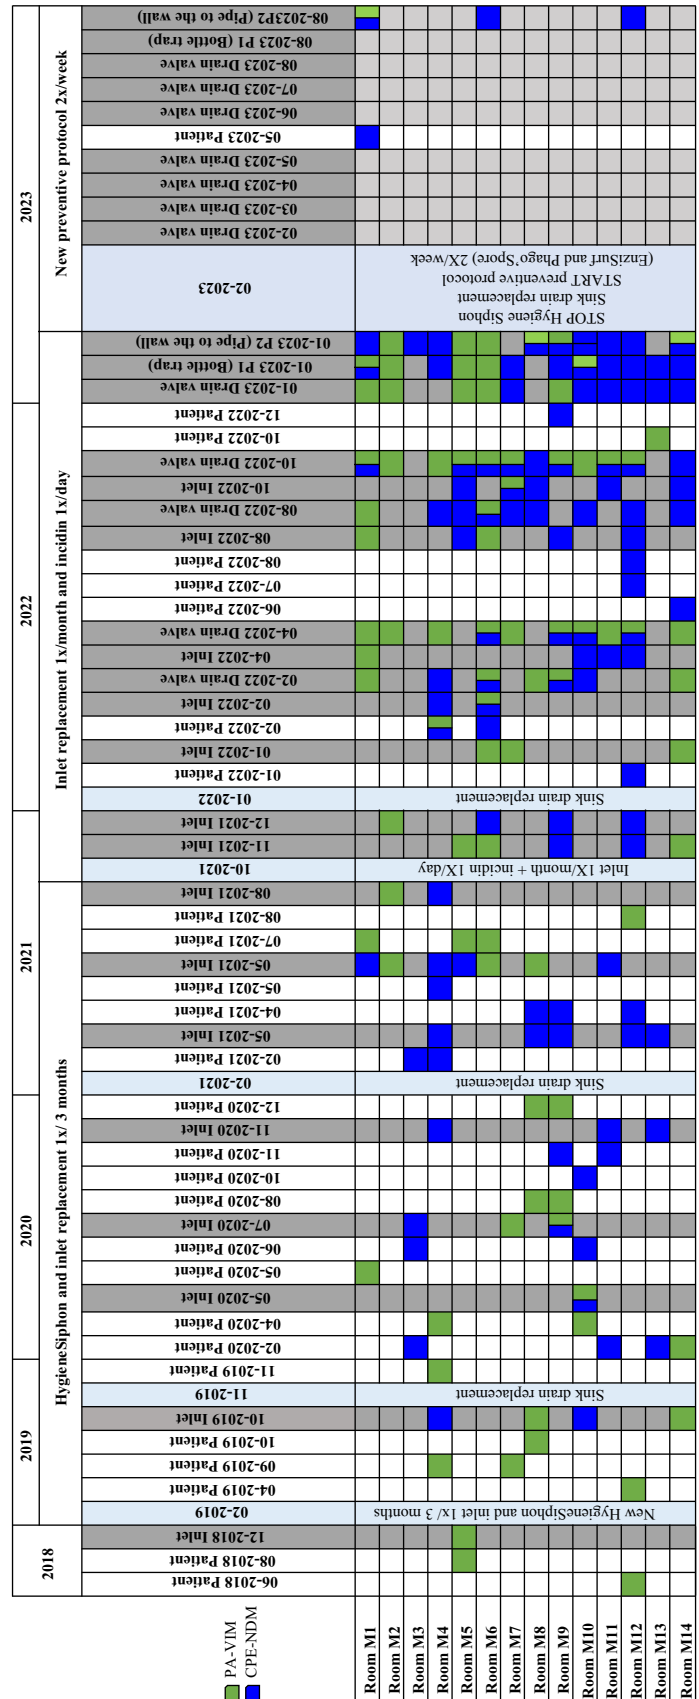 2018
2019
2020
2021
2022
2023
HygieneSiphon and inlet replacement 1x/ 3 months
Inlet replacement 1x/month and incidin 1x/day
New preventive protocol 2x/week
06-2018 Patient
08-2018 Patient
12-2018 Inlet
02-2019
04-2019 Patient
09-2019 Patient
10-2019 Patient
10-2019 Inlet
11-2019
11-2019 Patient
02-2020 Patient
04-2020 Patient
05-2020 Inlet
05-2020 Patient
06-2020 Patient
07-2020 Inlet
08-2020 Patient
10-2020 Patient
11-2020 Patient
11-2020 Inlet
12-2020 Patient
02-2021
02-2021 Patient
05-2021 Inlet
04-2021 Patient
05-2021 Patient
05-2021 Inlet
07-2021 Patient
08-2021 Patient
08-2021 Inlet
10-2021
11-2021 Inlet
12-2021 Inlet
01-2022
01-2022 Patient
01-2022 Inlet
02-2022 Patient
02-2022 Inlet
02-2022 Drain valve
04-2022 Inlet
04-2022 Drain valve
06-2022 Patient
07-2022 Patient
08-2022 Patient
08-2022 Inlet
08-2022 Drain valve
10-2022 Inlet
10-2022 Drain valve
10-2022 Patient
12-2022 Patient
01-2023 Drain valve
01-2023 P1 (Bottle trap)
01-2023 P2 (Pipe to the wall)
02-2023
02-2023 Drain valve
03-2023 Drain valve
04-2023 Drain valve
05-2023 Drain valve
05-2023 Patient
06-2023 Drain valve
07-2023 Drain valve
08-2023 Drain valve
08-2023 P1 (Bottle trap)
08-2023P2 (Pipe to the wall)
PA-VIM
CPE-NDM
Room M1
Room M2
Room M3
Room M4
Room M5
Room M6
Room M7
Room M8
Room M9
Room M10
Room M11
Room M12
Room M13
Room M14
New HygieneSiphon and inlet 1x/ 3 months
Sink drain replacement
Sink drain replacement
Inlet 1X/month + incidin 1X/day
Sink drain replacement
STOP Hygiene Siphon
Sink drain replacement
START preventive protocol
(EnziSurf and Phago'Spore) 2X/week